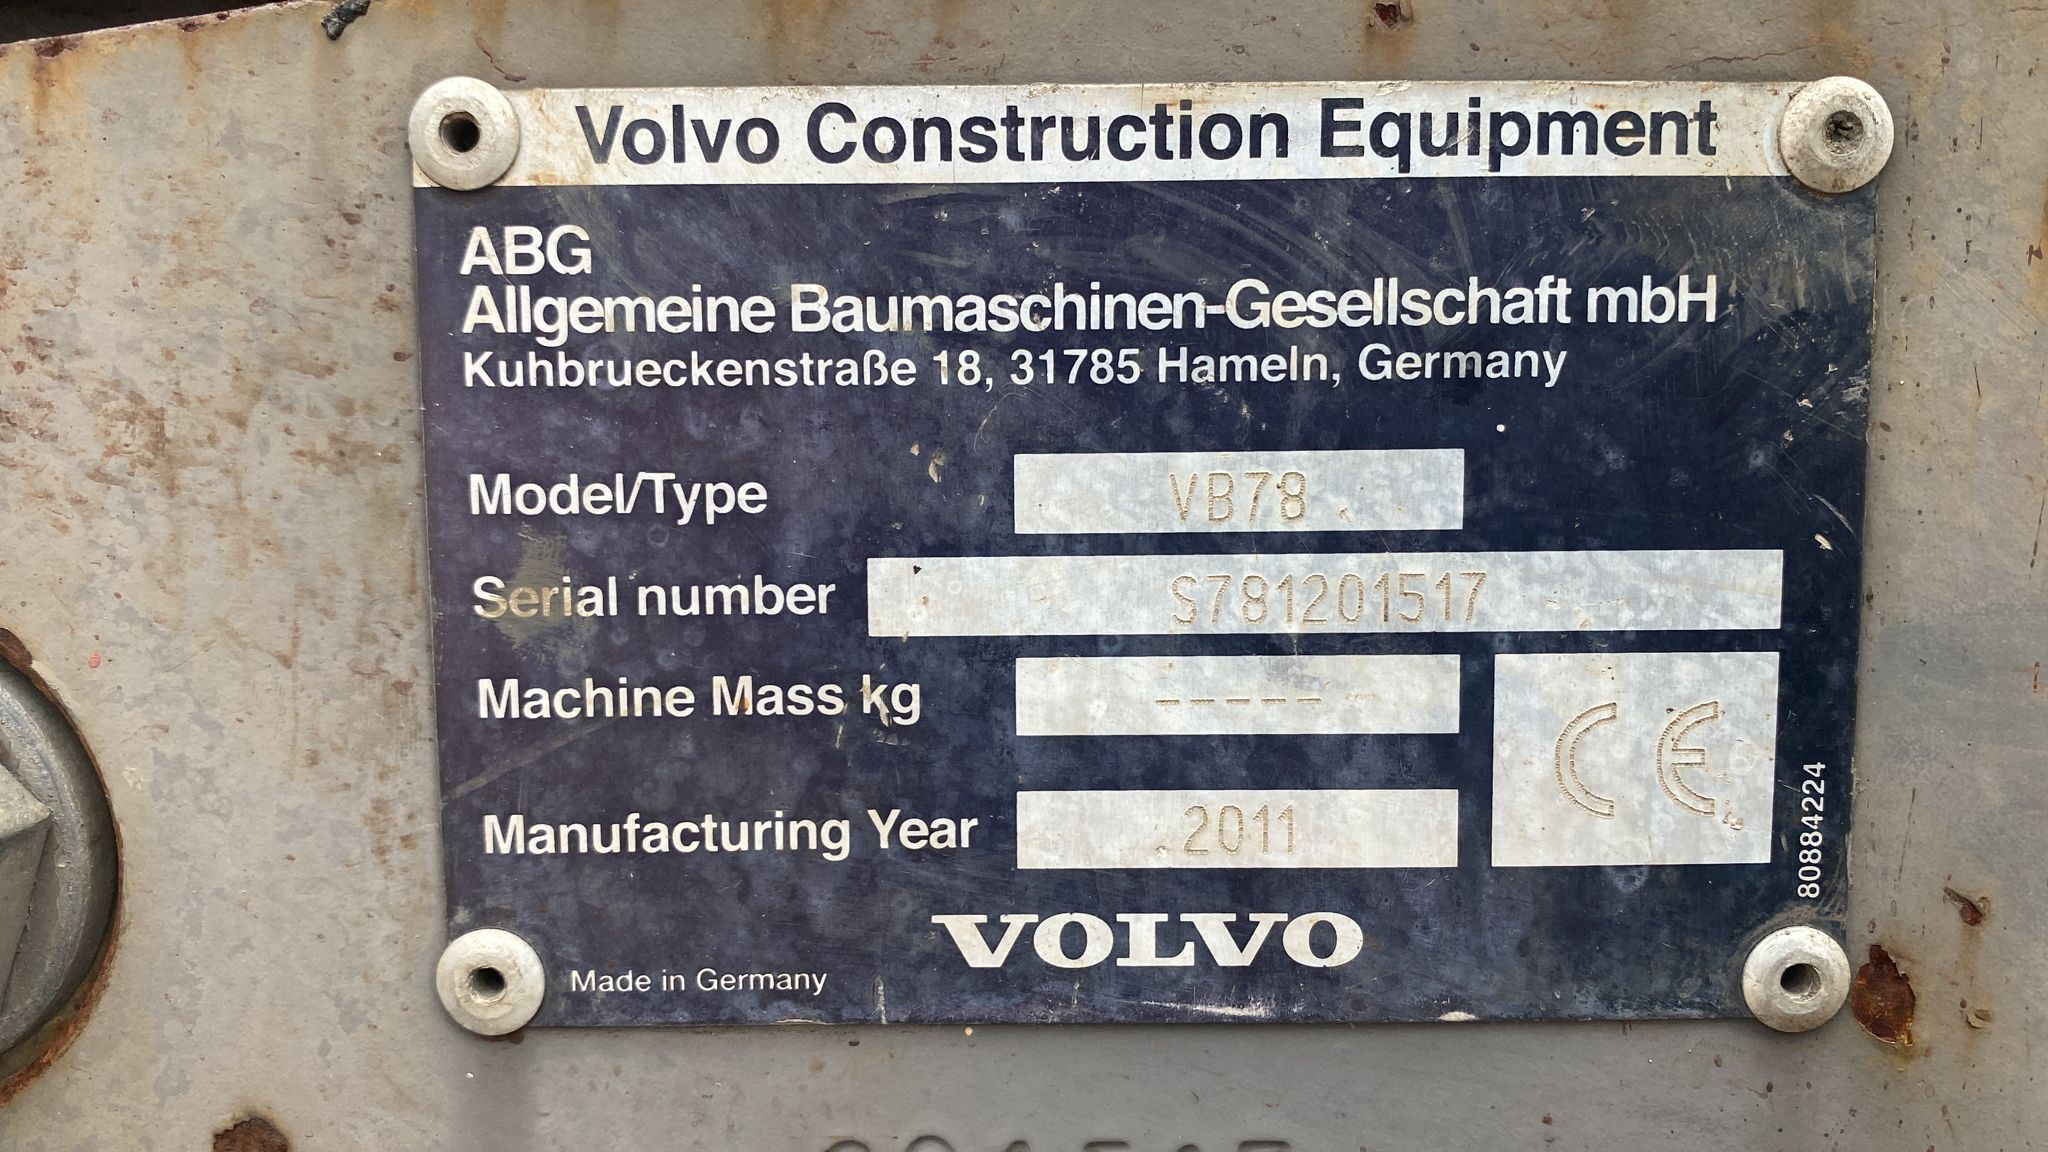 Volvo Construction Equipment
ABG
Allgemeine Baumaschinen-Gesellschaft mbH
Kuhbrueckenstraße 18, 31785 Hameln, Germany
Model/Type VB78
Serial number S781201517
Machine Mass kg ------
Manufacturing Year 2011
CE
80884224
VOLVO
Made in Germany